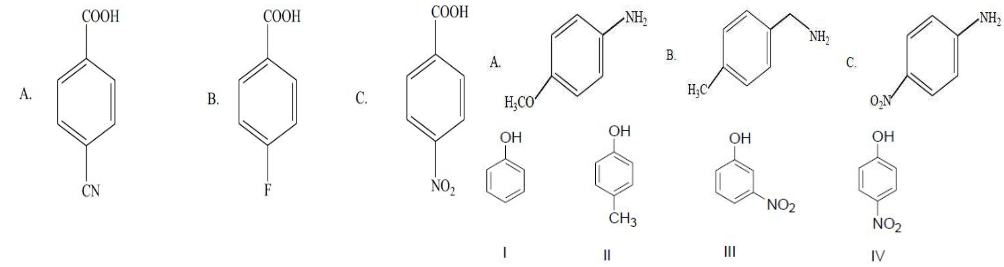 COOH COOH COOH
A. B. C.
CN F NO₂
A. NH₂ B. NH₂ C. NH₂
H₃CO H₃C O₂N
OH OH OH OH
CH₃ NO₂ NO₂
I II III IV